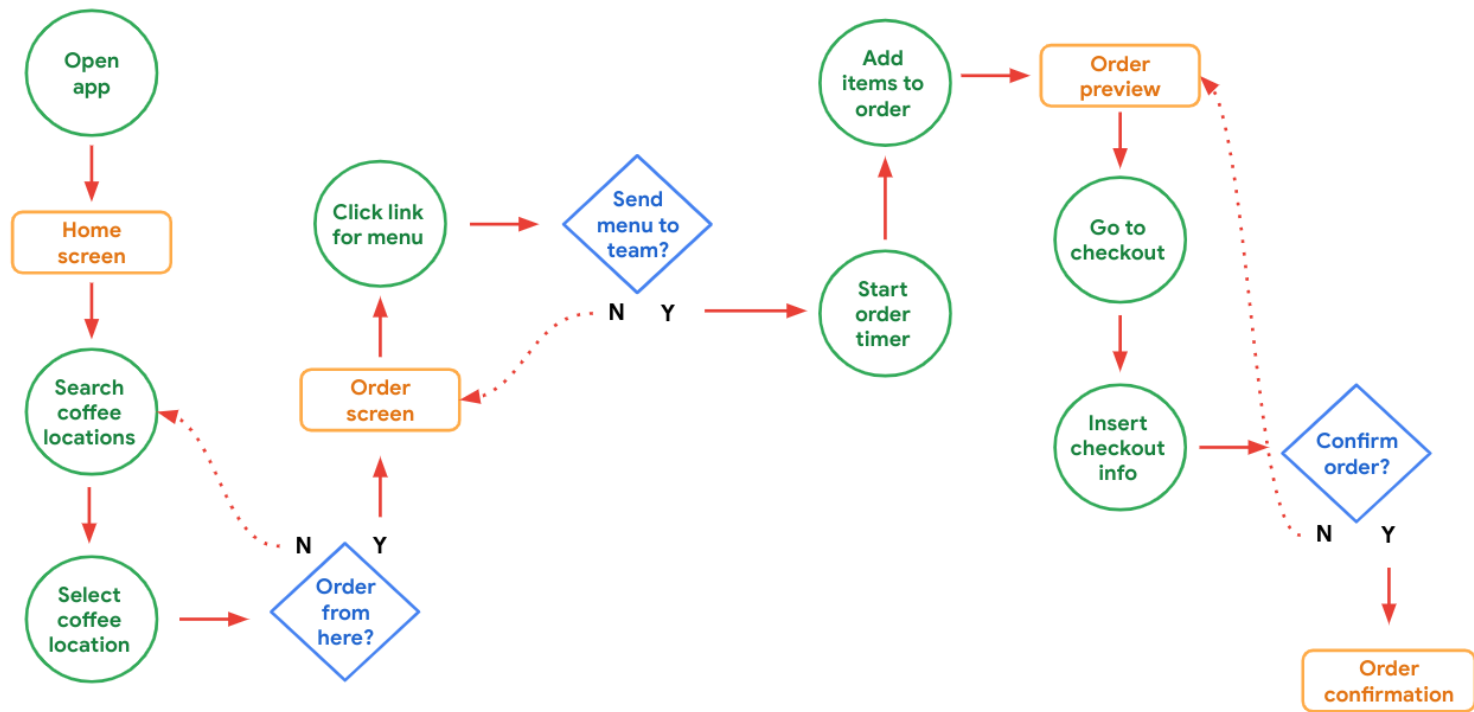 Open
app
Home
screen
Search
coffee
locations
Select
coffee
location
N
Y
Order
from
here?
Order
screen
Click link
for menu
Send
menu to
team?
N
Y
Start
order
timer
Add
items to
order
Order
preview
Go to
checkout
Insert
checkout
info
Confirm
order?
N
Y
Order
confirmation